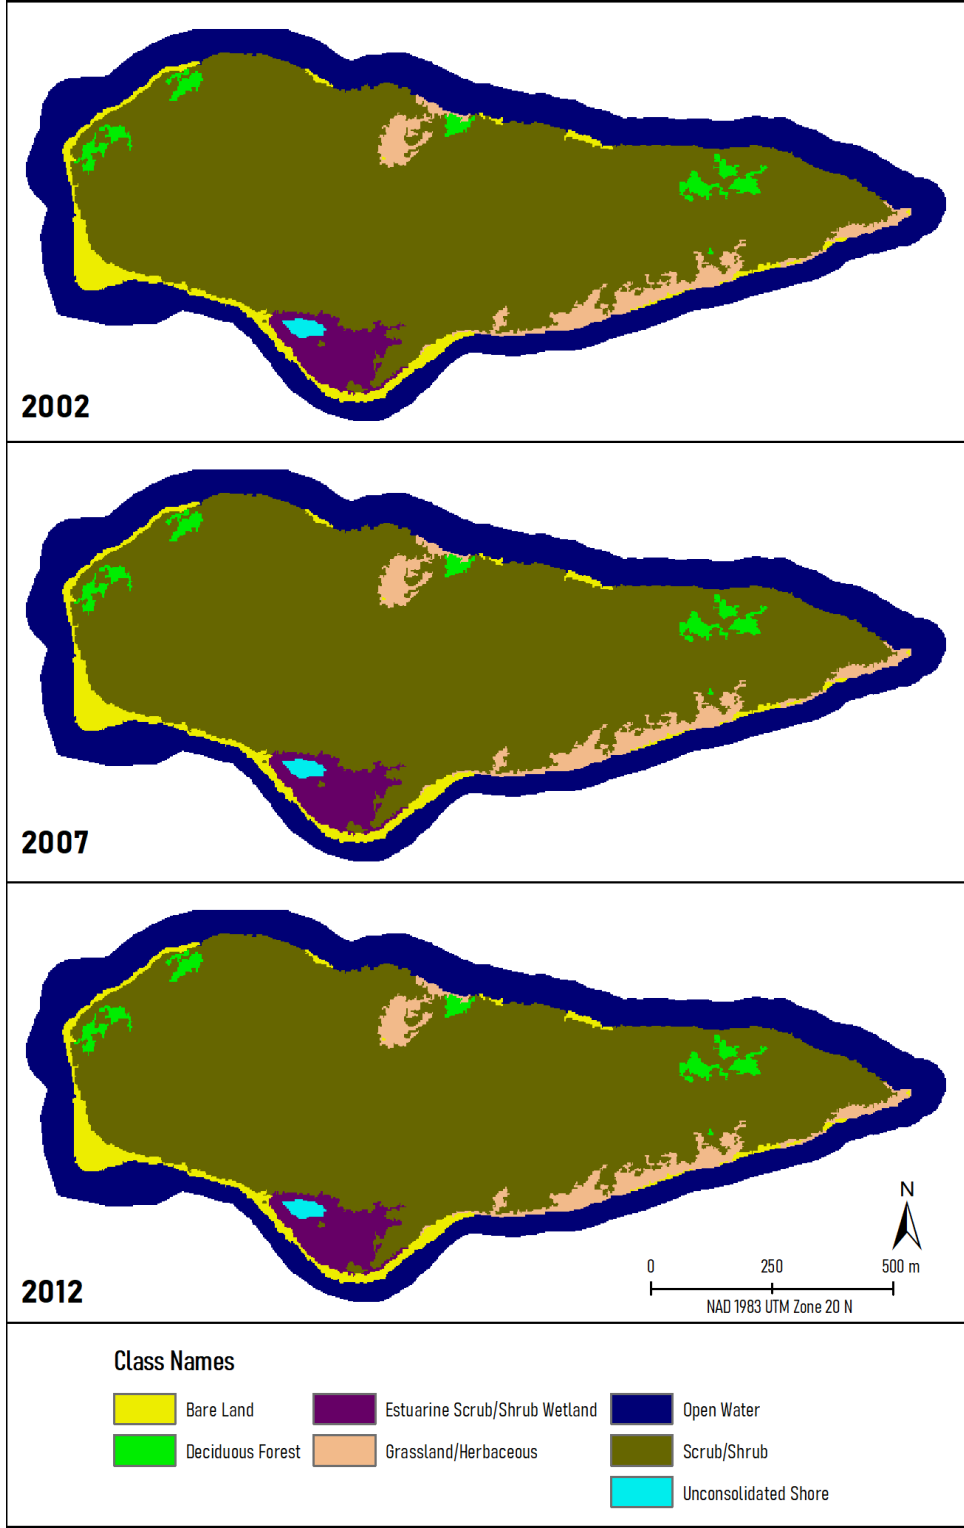 2002
2007
N
0 250 500 m
NAD 1983 UTM Zone 20 N
2012
Class Names
Bare Land
Estuarine Scrub/Shrub Wetland
Open Water
Deciduous Forest
Grassland/Herbaceous
Scrub/Shrub
Unconsolidated Shore